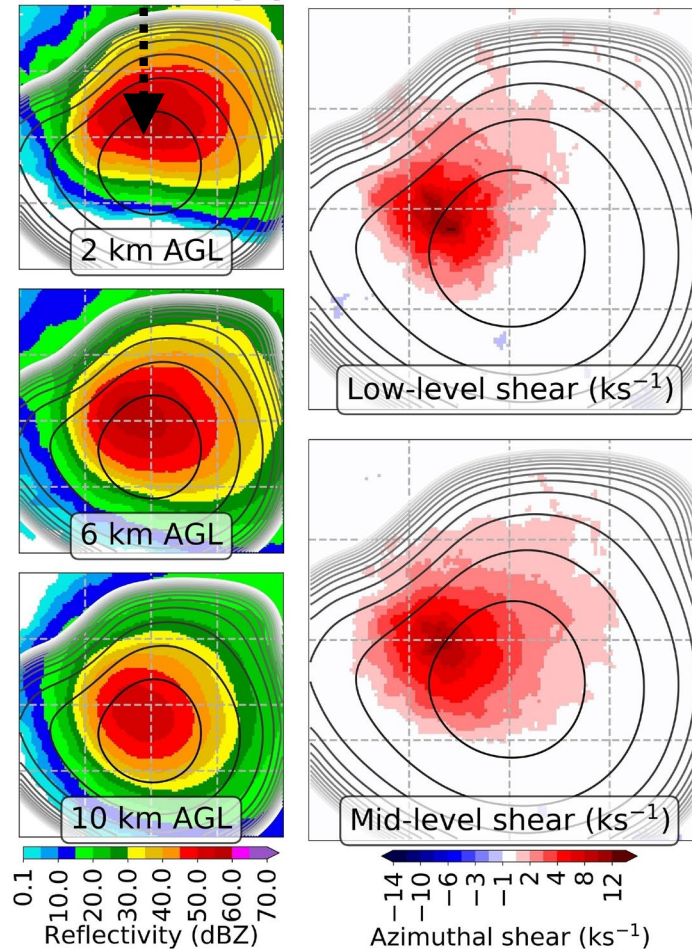 2 km AGL
6 km AGL
10 km AGL
0.1
10.0
20.0
30.0
40.0
50.0
60.0
70.0
Reflectivity (dBZ)
Low-level shear (ks⁻¹)
Mid-level shear (ks⁻¹)
−14
−10
−6
−3
−1
2
4
8
12
Azimuthal shear (ks⁻¹)